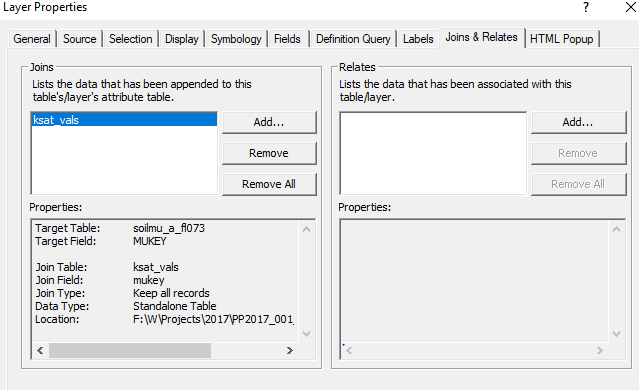 Layer Properties
?
General Source Selection Display Symbology Fields Definition Query Labels Joins & Relates HTML Popup
Joins
Lists the data that has been appended to this
table's/layer's attribute table.
ksat_vals
Add...
Remove
Remove All
Properties:
Target Table: soilmu_a_fl073
Target Field: MUKEY
Join Table: ksat_vals
Join Field: mukey
Join Type: Keep all records
Data Type: Standalone Table
Location: F:\W\Projects\2017\PP2017_001_
Relates
Lists the data that has been associated with this
table/layer.
Add...
Remove
Remove All
Properties: